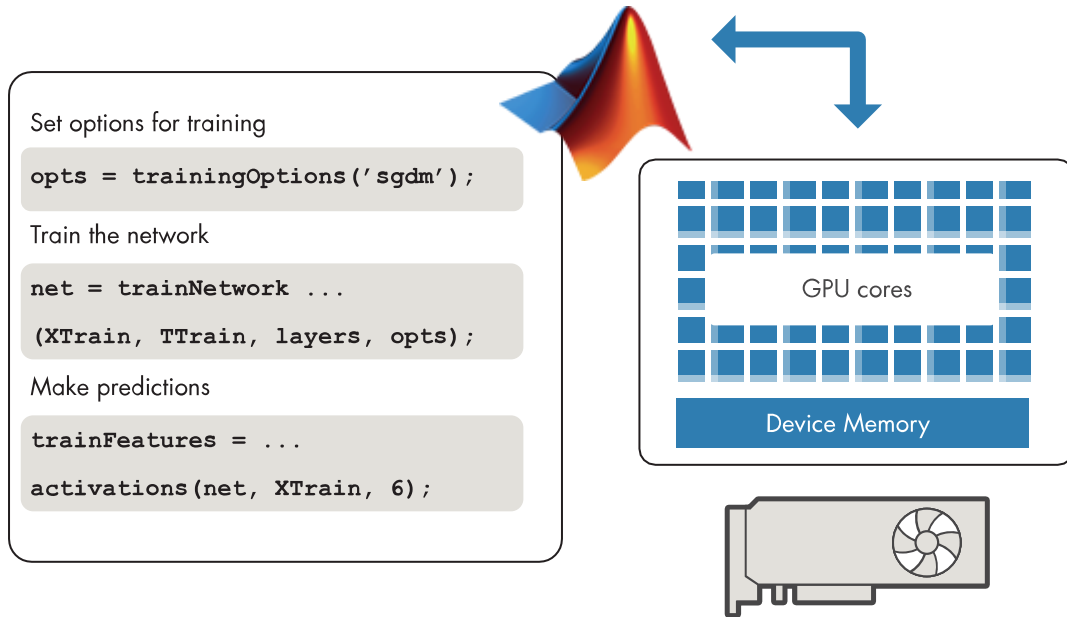 Set options for training
opts = trainingOptions('sgdm');
Train the network
net = trainNetwork ...
(XTrain, TTrain, layers, opts);
Make predictions
trainFeatures = ...
activations(net, XTrain, 6);
GPU cores
Device Memory